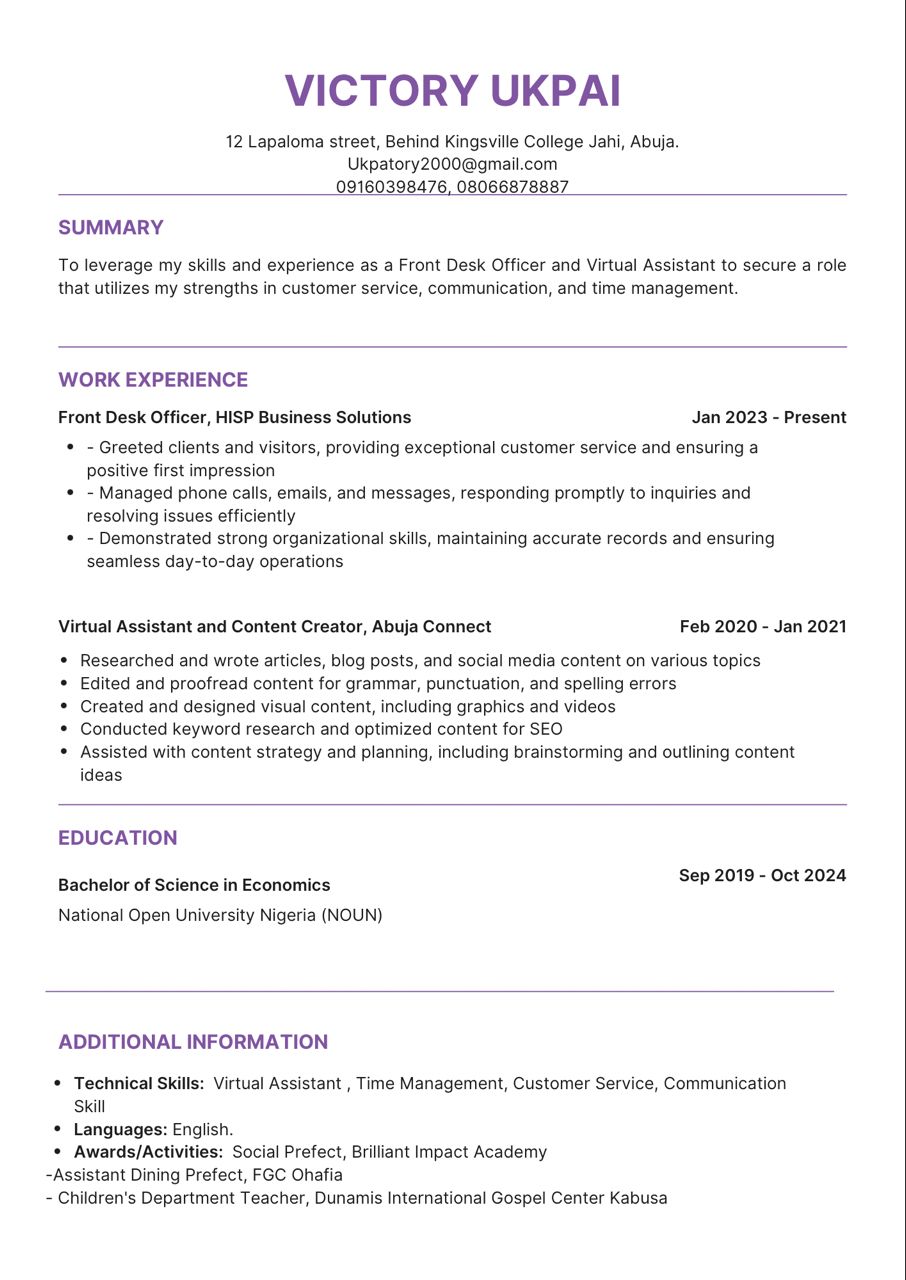 VICTORY UKPAI
12 Lapaloma street, Behind Kingsville College Jahi, Abuja.
Ukpatory2000@gmail.com
09160398476, 08066878887
SUMMARY
To leverage my skills and experience as a Front Desk Officer and Virtual Assistant to secure a role
that utilizes my strengths in customer service, communication, and time management.
WORK EXPERIENCE
Front Desk Officer, HISP Business Solutions Jan 2023 - Present
• - Greeted clients and visitors, providing exceptional customer service and ensuring a
positive first impression
• - Managed phone calls, emails, and messages, responding promptly to inquiries and
resolving issues efficiently
• - Demonstrated strong organizational skills, maintaining accurate records and ensuring
seamless day-to-day operations
Virtual Assistant and Content Creator, Abuja Connect Feb 2020 - Jan 2021
• Researched and wrote articles, blog posts, and social media content on various topics
• Edited and proofread content for grammar, punctuation, and spelling errors
• Created and designed visual content, including graphics and videos
• Conducted keyword research and optimized content for SEO
• Assisted with content strategy and planning, including brainstorming and outlining content
ideas
EDUCATION
Bachelor of Science in Economics Sep 2019 - Oct 2024
National Open University Nigeria (NOUN)
ADDITIONAL INFORMATION
• Technical Skills: Virtual Assistant , Time Management, Customer Service, Communication
Skill
• Languages: English.
• Awards/Activities: Social Prefect, Brilliant Impact Academy
-Assistant Dining Prefect, FGC Ohafia
- Children's Department Teacher, Dunamis International Gospel Center Kabusa